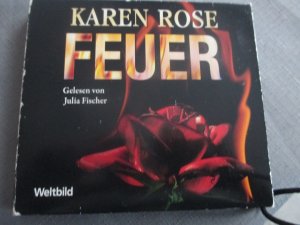 KAREN ROSE
FEUER
Gelesen von
Julia Fischer
Weltbild